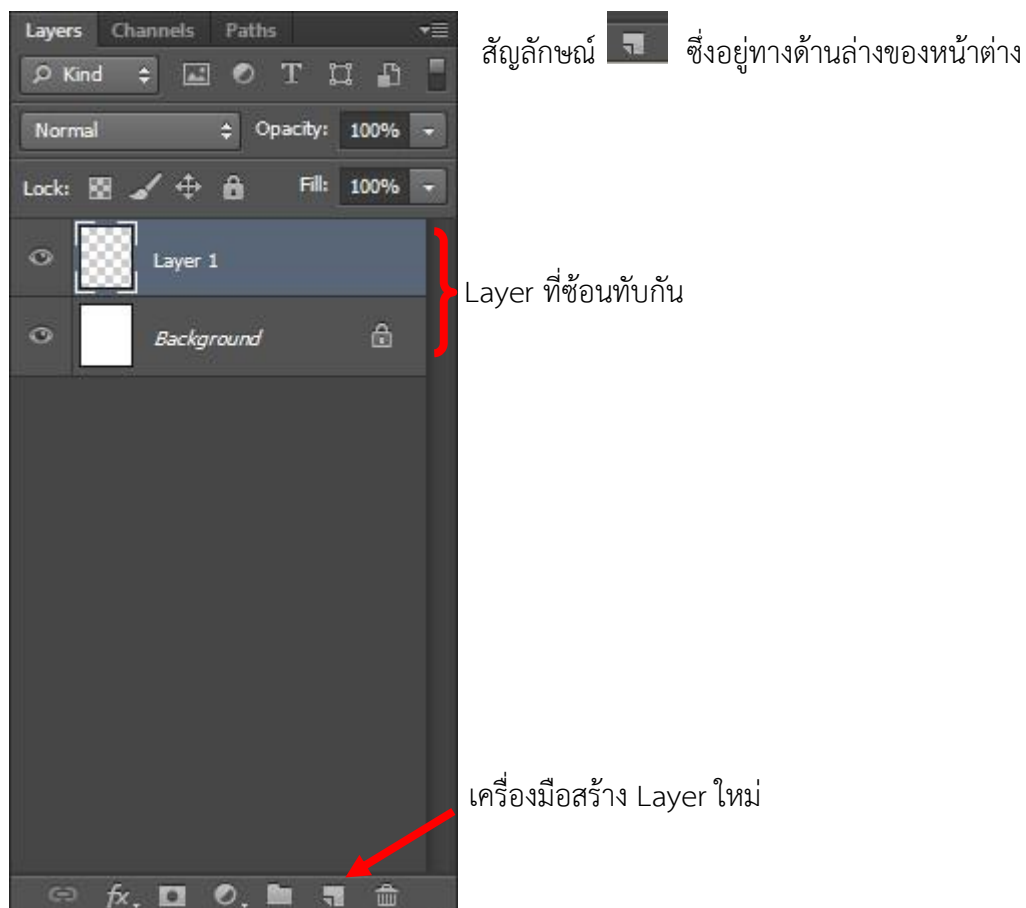 Layers Channels Paths
สัญลักษณ์ ซึ่งอยู่ทางด้านล่างของหน้าต่าง
Kind T
Normal Opacity: 100%
Lock: Fill: 100%
Layer 1
Layer ที่ซ้อนทับกัน
Background
เครื่องมือสร้าง Layer ใหม่
fx.